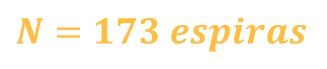 N = 173 espiras